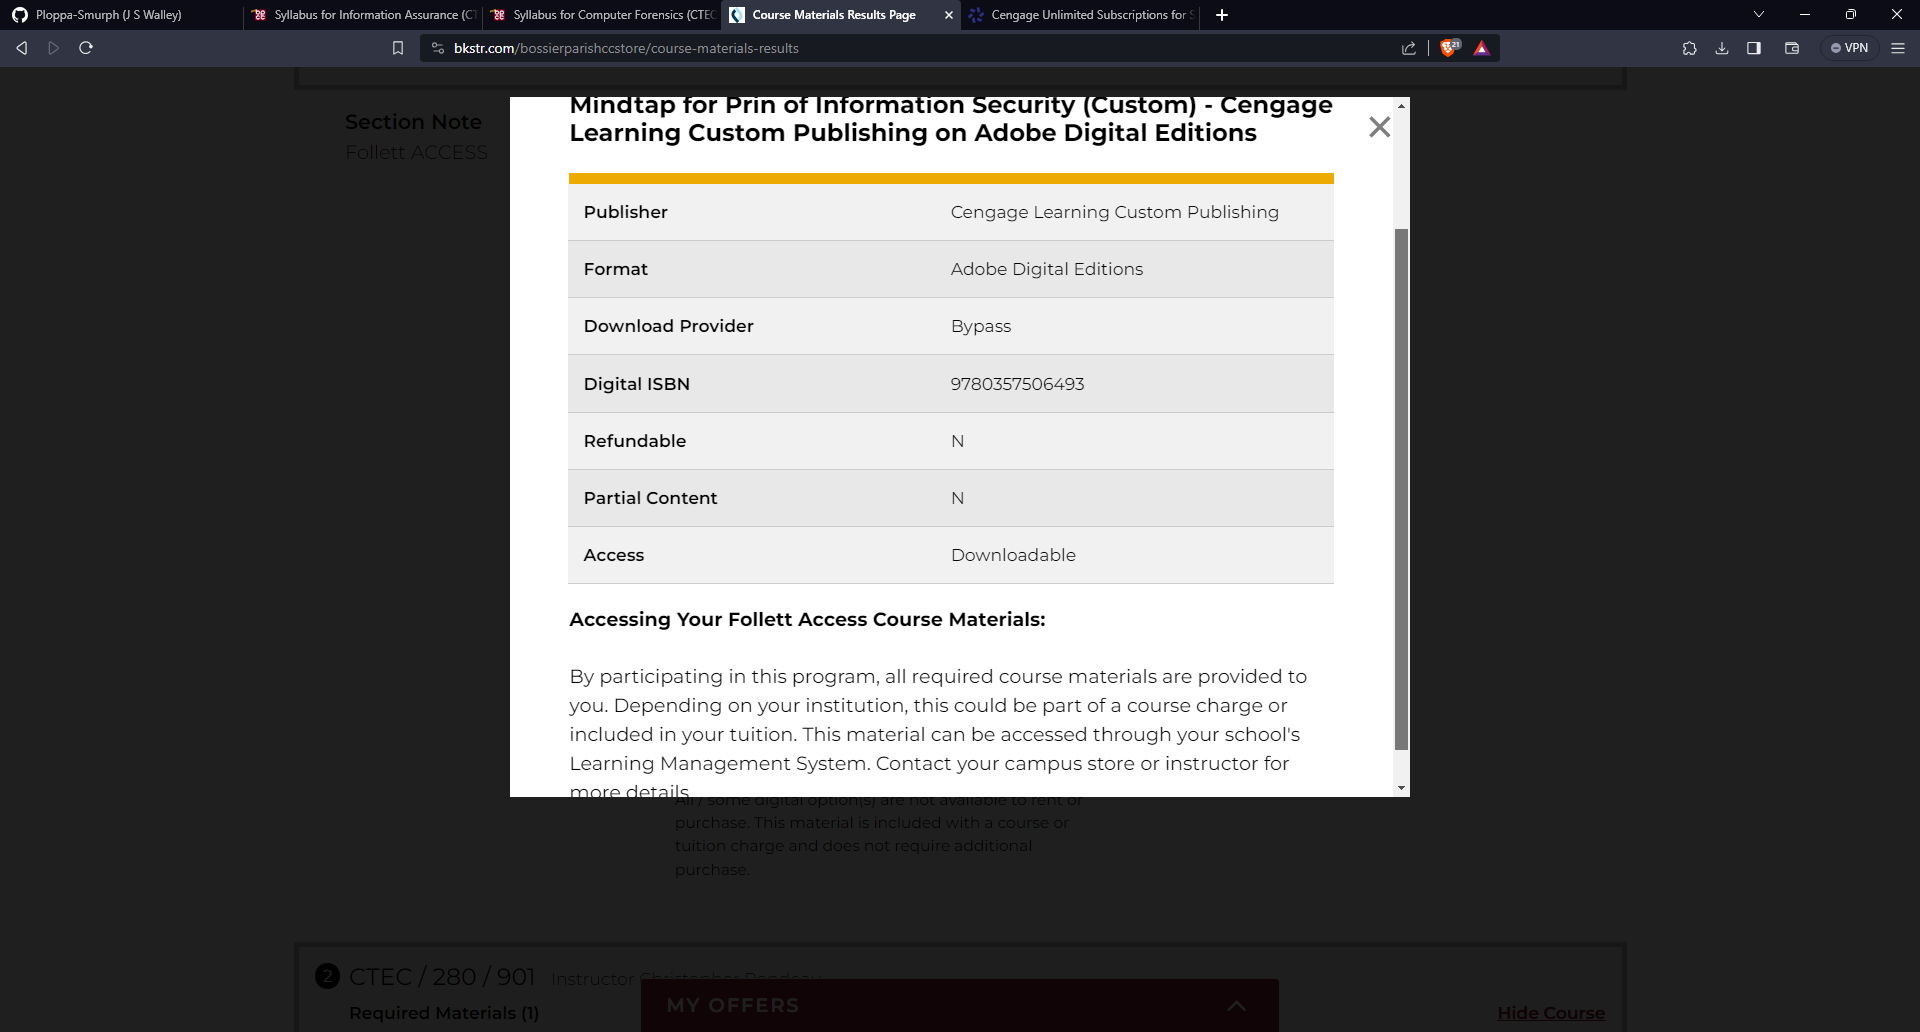 Ploppa-Smurph (J S Walley)
Syllabus for Information Assurance (CT
Syllabus for Computer Forensics (CTEC
Course Materials Results Page
Cengage Unlimited Subscriptions for S
bkstr.com/bossierparishccstore/course-materials-results
21
VPN
Section Note
Follett ACCESS
Mindtap for Prin of Information Security (Custom) - Cengage
Learning Custom Publishing on Adobe Digital Editions
Publisher Cengage Learning Custom Publishing
Format Adobe Digital Editions
Download Provider Bypass
Digital ISBN 9780357506493
Refundable N
Partial Content N
Access Downloadable
Accessing Your Follett Access Course Materials:
By participating in this program, all required course materials are provided to
you. Depending on your institution, this could be part of a course charge or
included in your tuition. This material can be accessed through your school's
Learning Management System. Contact your campus store or instructor for
more details
All / some digital option(s) are not available to rent or
purchase. This material is included with a course or
tuition charge and does not require additional
purchase.
2 CTEC / 280 / 901 Instructor Christopher
Required Materials (1)
MY OFFERS
Hide Course